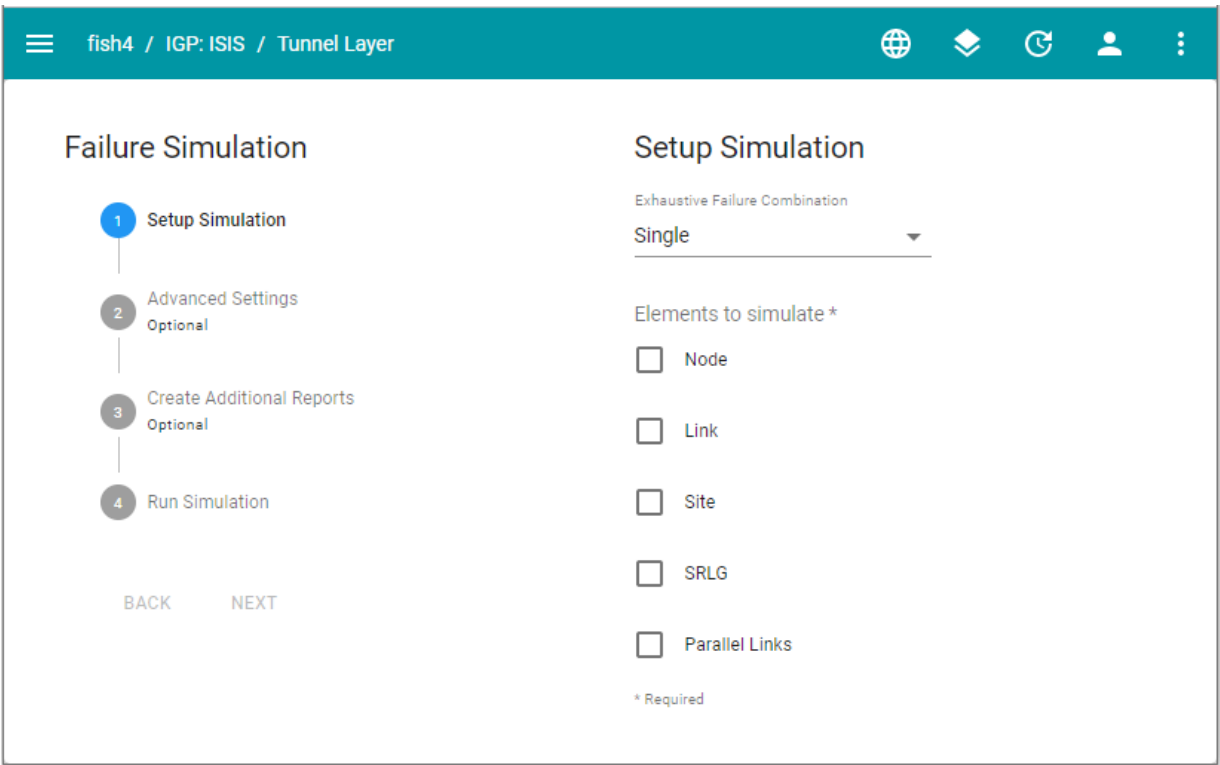 fish4 / IGP: ISIS / Tunnel Layer
Failure Simulation
1 Setup Simulation
2 Advanced Settings
Optional
3 Create Additional Reports
Optional
4 Run Simulation
BACK NEXT
Setup Simulation
Exhaustive Failure Combination
Single
Elements to simulate *
Node
Link
Site
SRLG
Parallel Links
* Required